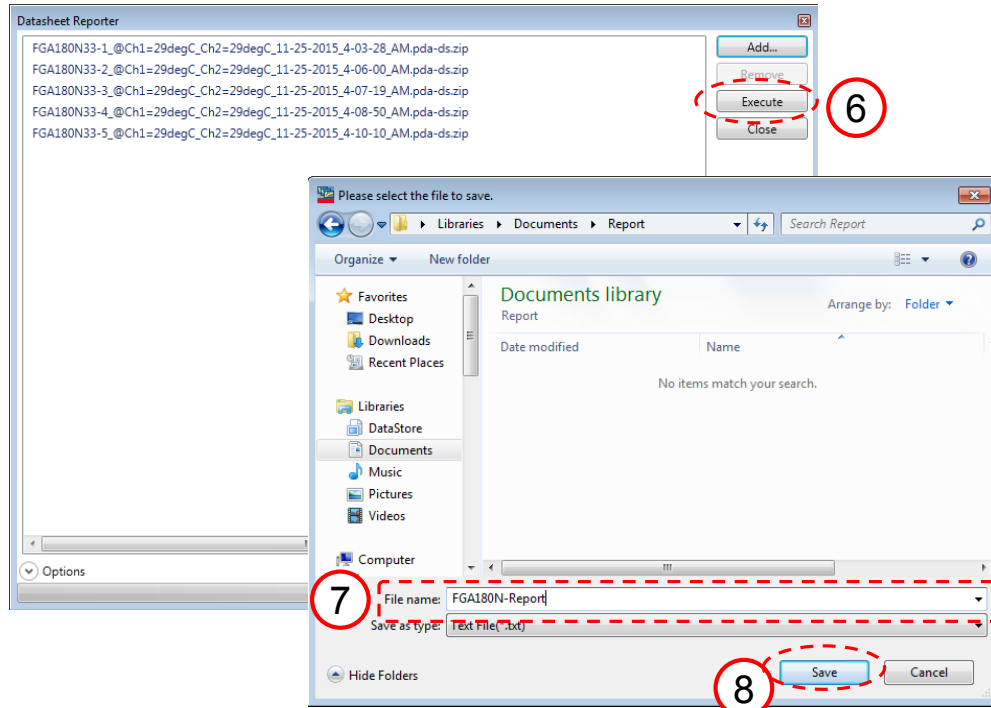 Datasheet Reporter
FGA180N33-1_@Ch1=29degC_Ch2=29degC_11-25-2015_4-03-28_AM.pda-ds.zip
FGA180N33-2_@Ch1=29degC_Ch2=29degC_11-25-2015_4-06-00_AM.pda-ds.zip
FGA180N33-3_@Ch1=29degC_Ch2=29degC_11-25-2015_4-07-19_AM.pda-ds.zip
FGA180N33-4_@Ch1=29degC_Ch2=29degC_11-25-2015_4-08-50_AM.pda-ds.zip
FGA180N33-5_@Ch1=29degC_Ch2=29degC_11-25-2015_4-10-10_AM.pda-ds.zip
Add...
Remove
Execute
Close
6
Options
Please select the file to save.
Libraries
Documents
Report
Search Report
Organize
New folder
Favorites
Desktop
Downloads
Recent Places
Libraries
DataStore
Documents
Music
Pictures
Videos
Computer
Documents library
Report
Arrange by: Folder
Date modified Name
No items match your search.
7
File name: FGA180N-Report
Save as type: Text File(*.txt)
Hide Folders
8
Save
Cancel